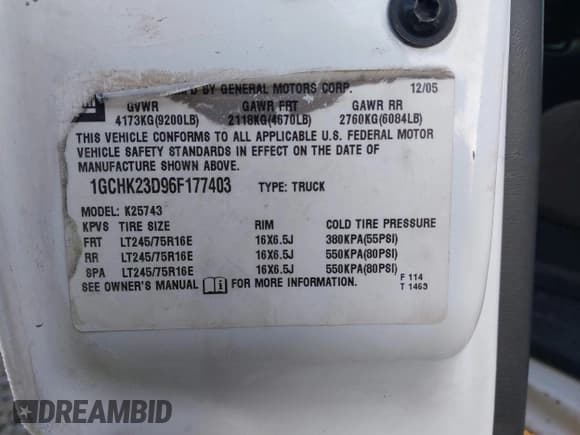 MFD BY GENERAL MOTORS CORP. 12/05
GVWR GAWR FRT GAWR RR
4173KG(9200LB) 2118KG(4670LB) 2760KG(6084LB)
THIS VEHICLE CONFORMS TO ALL APPLICABLE U.S. FEDERAL MOTOR
VEHICLE SAFETY STANDARDS IN EFFECT ON THE DATE OF
MANUFACTURE SHOWN ABOVE.
1GCHK23D96F177403 TYPE: TRUCK
MODEL: K25743
KPVS TIRE SIZE RIM COLD TIRE PRESSURE
FRT LT245/75R16E 16X6.5J 380KPA(55PSI)
RR LT245/75R16E 16X6.5J 550KPA(80PSI)
SPA LT245/75R16E 16X6.5J 550KPA(80PSI)
SEE OWNER'S MANUAL FOR MORE INFORMATION.
F 114
T 1463
DREAMBID